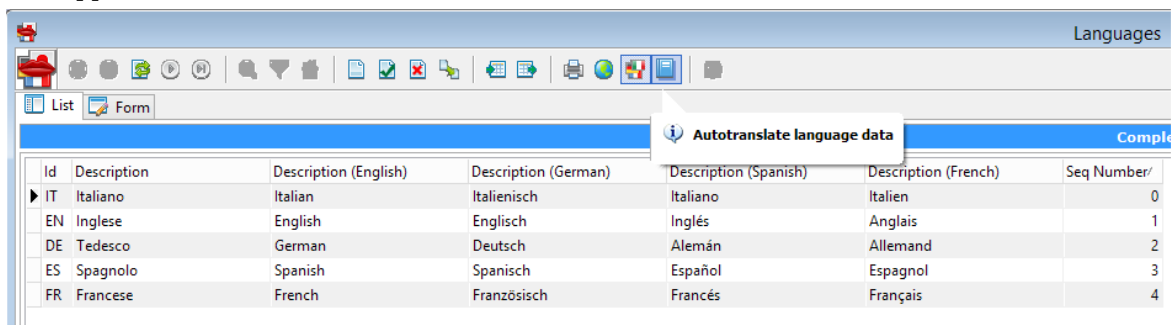 Languages
List Form
Autotranslate language data
Id Description Description (English) Description (German) Description (Spanish) Description (French) Seq Number
IT Italiano Italian Italienisch Italiano Italien 0
EN Inglese English Englisch Inglés Anglais 1
DE Tedesco German Deutsch Alemán Allemand 2
ES Spagnolo Spanish Spanisch Español Espagnol 3
FR Francese French Französisch Francés Français 4